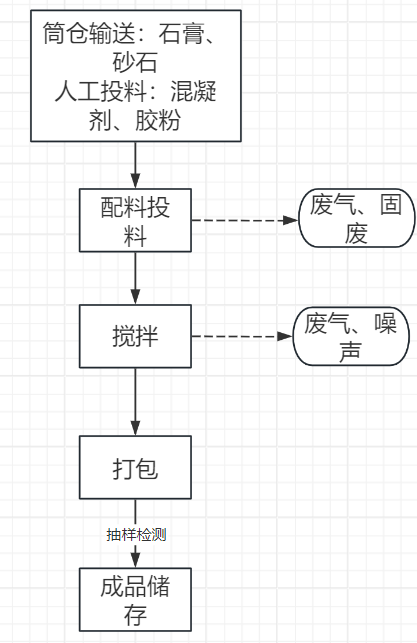 筒仓输送：石膏、
砂石
人工投料：混凝
剂、胶粉
配料投
料
废气、固
废
搅拌
废气、噪
声
打包
抽样检测
成品储
存